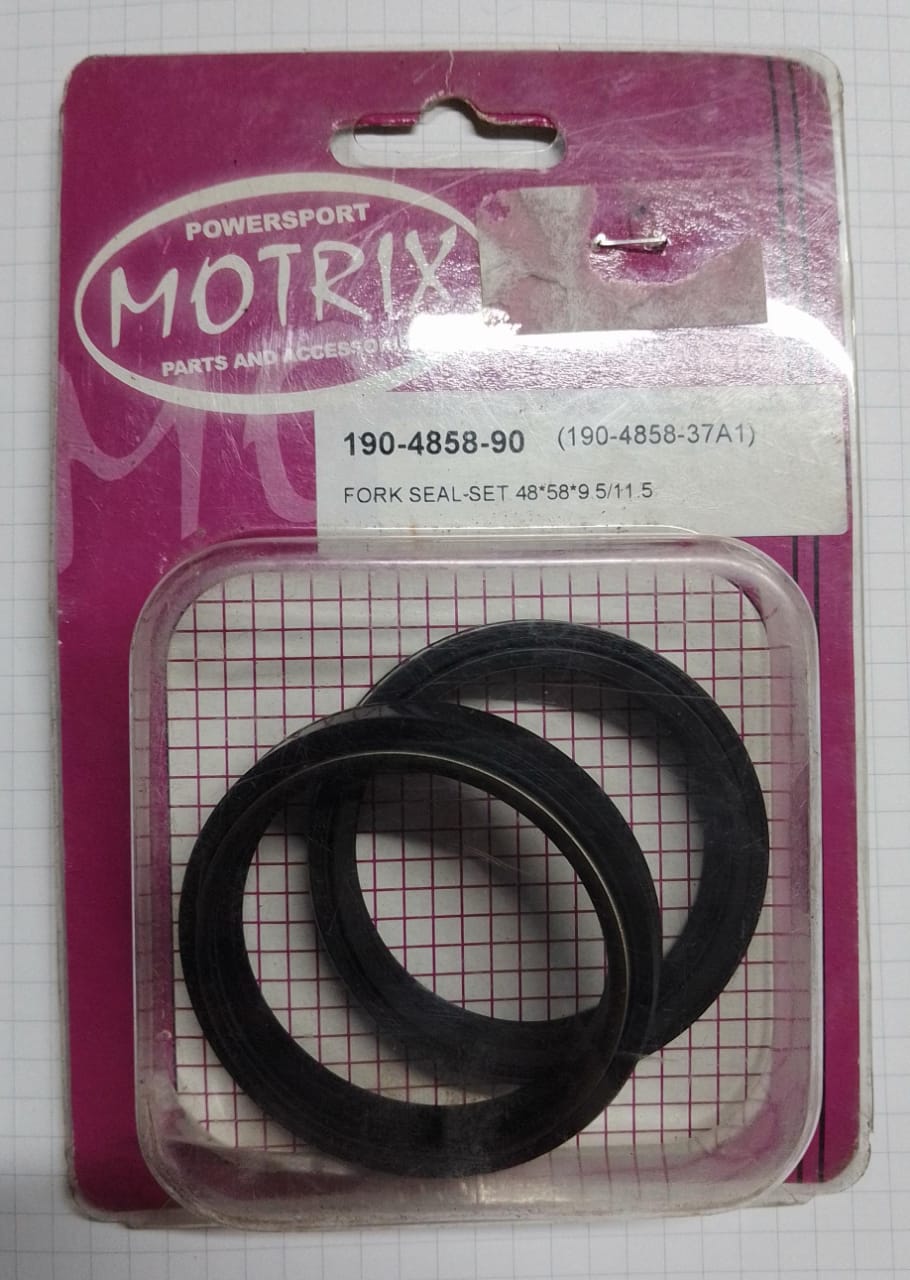 POWERSPORT
MOTRIX
PARTS AND ACCESSORIES
190-4858-90 (190-4858-37A1)
FORK SEAL-SET 48*58*9.5/11.5